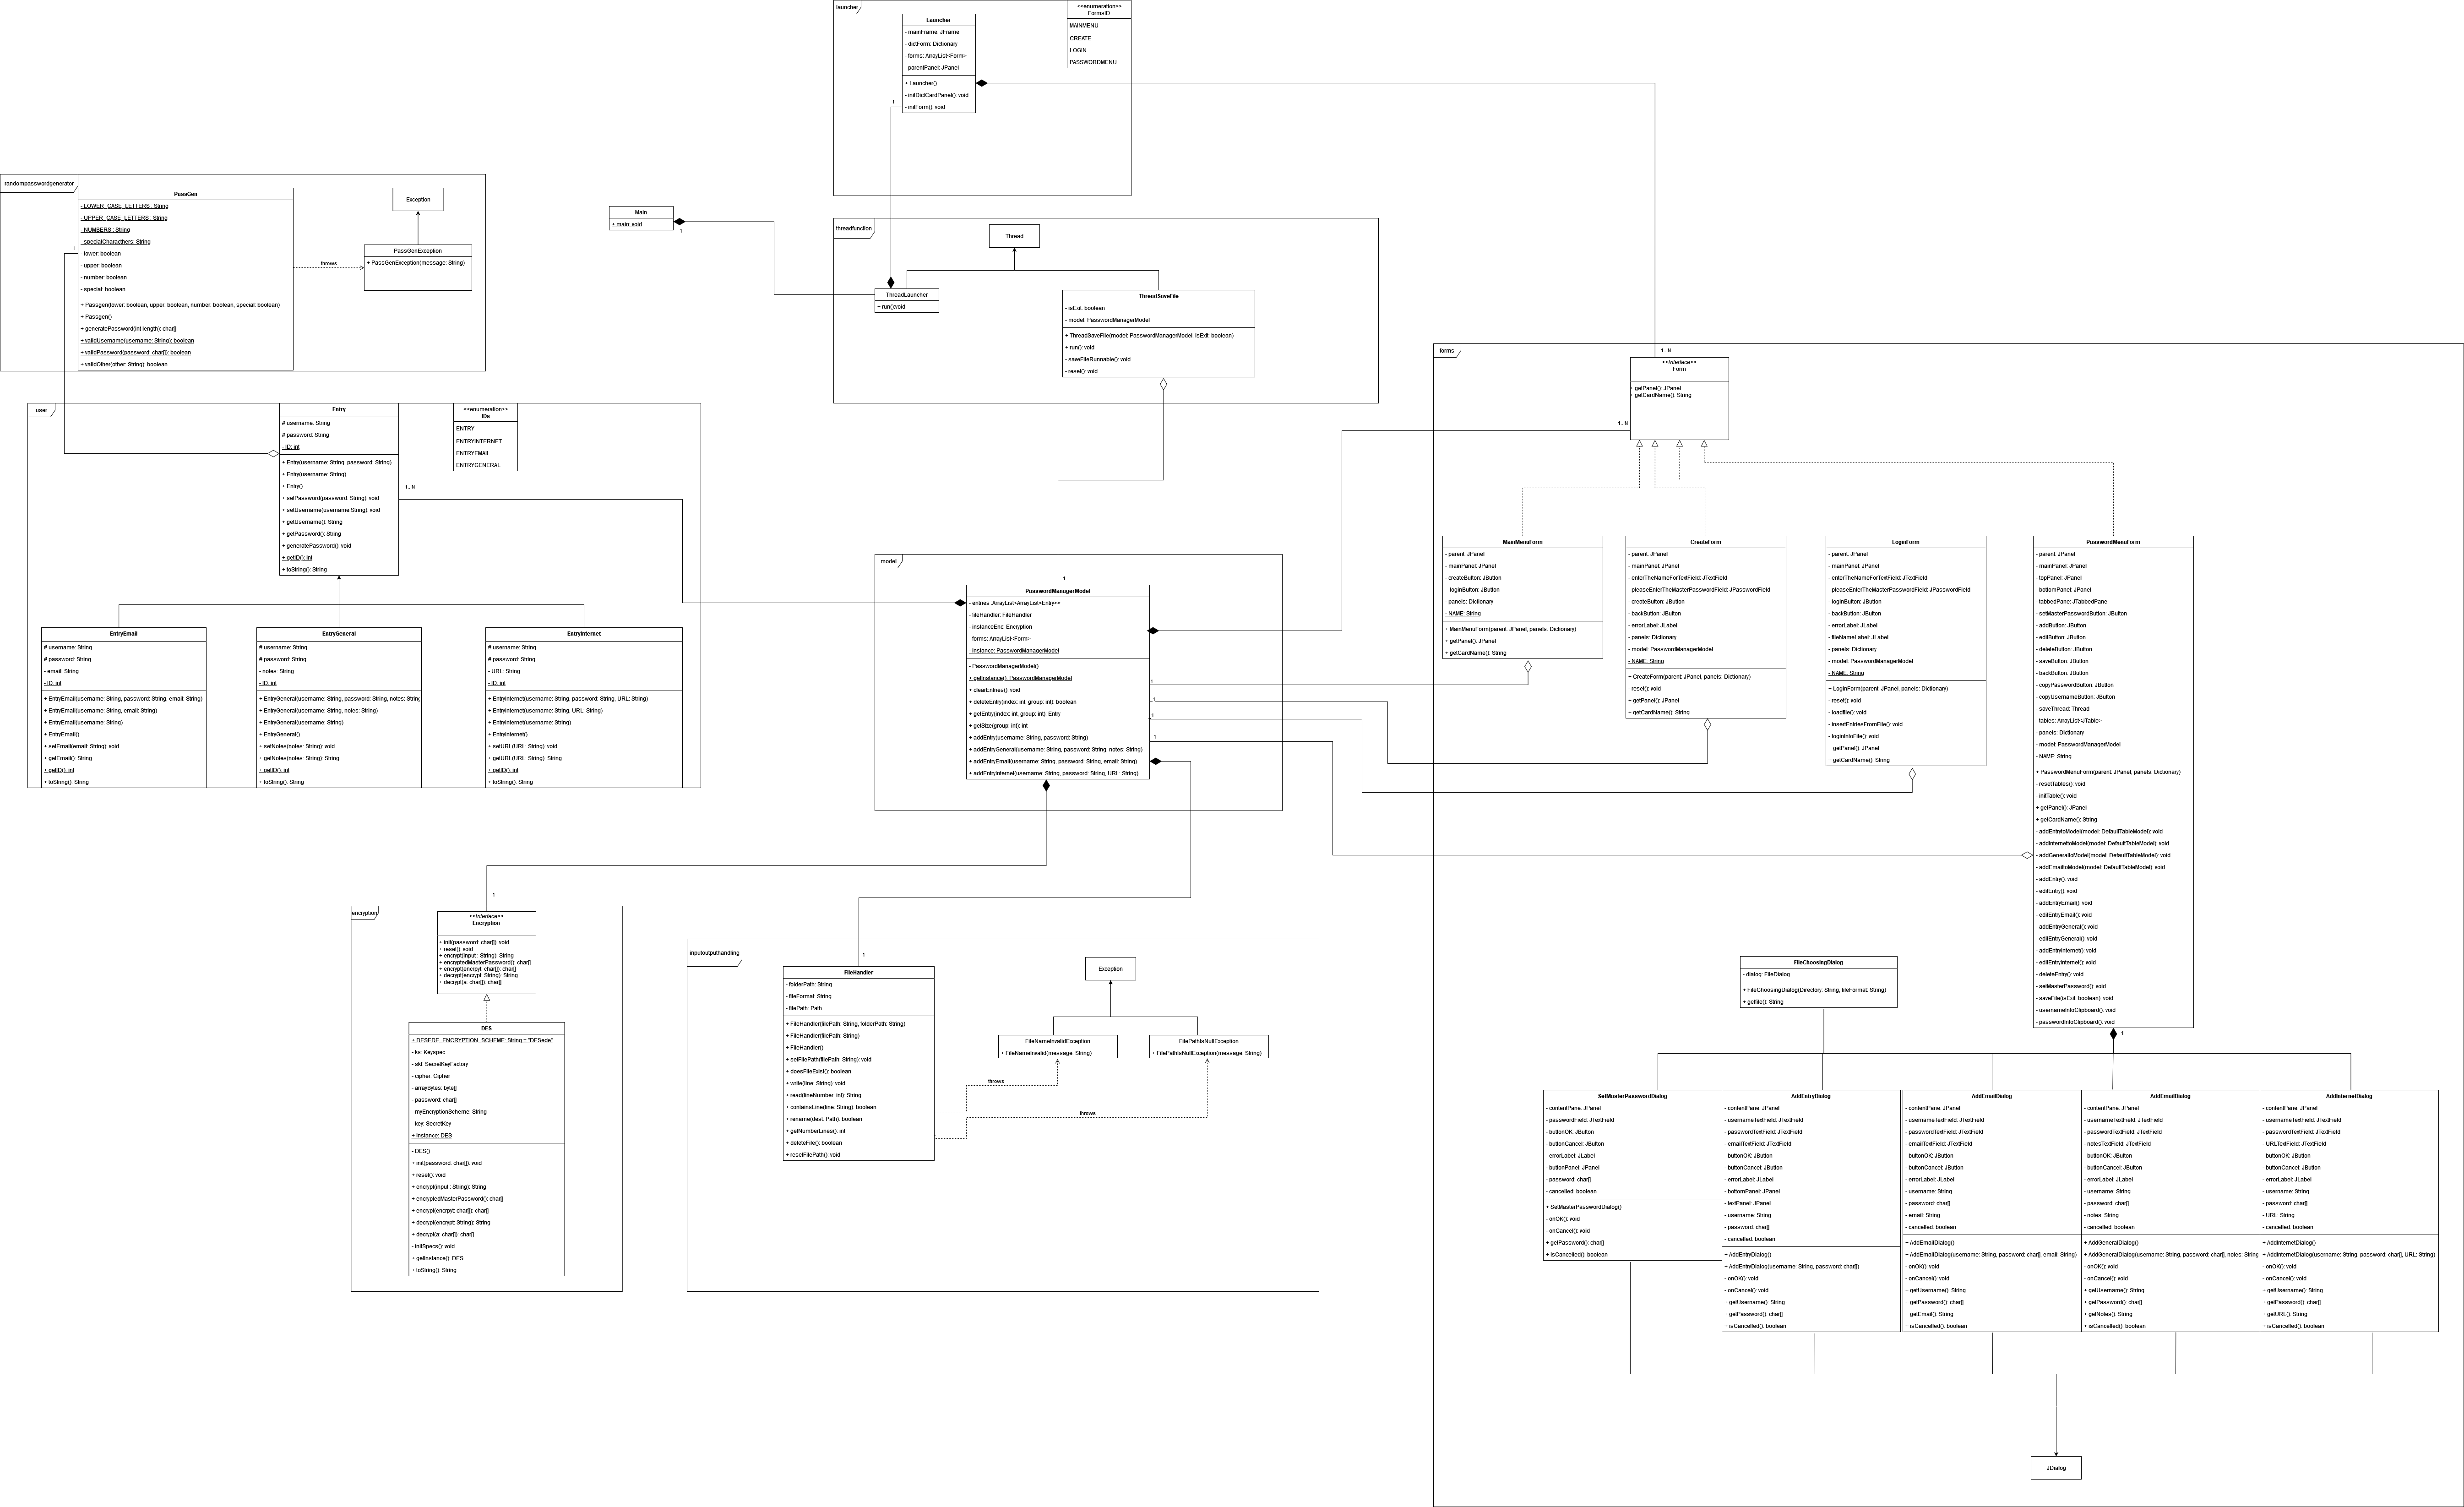 launcher
Launcher
- mainFrame: JFrame
- dictForm: Dictionary
- forms: ArrayList<Form>
- parentPanel: JPanel
+ Launcher()
- initDictCardPanel(): void
- initForm(): void
<<enumeration>>
FormsID
MAINMENU
CREATE
LOGIN
PASSWORDMENU
1
randompasswordgenerator
PassGen
- LOWER_CASE_LETTERS : String
- UPPER_CASE_LETTERS : String
- NUMBERS : String
- specialCharacthers: String
- lower: boolean
- upper: boolean
- number: boolean
- special: boolean
+ Passgen(lower: boolean, upper: boolean, number: boolean, special: boolean)
+ Passgen()
+ generatePassword(int length): char[]
+ validUsername(username: String): boolean
+ validPassword(password: char[]): boolean
+ validOther(other: String): boolean
1
throws
Exception
PassGenException
+ PassGenException(message: String)
Main
+ main: void
1
threadfunction
Thread
ThreadLauncher
+ run():void
ThreadSaveFile
- isExit: boolean
- model: PasswordManagerModel
+ ThreadSaveFile(model: PasswordManagerModel, isExit: boolean)
+ run(): void
- saveFileRunnable(): void
- reset(): void
user
Entry
# username: String
# password: String
- ID: int
+ Entry(username: String, password: String)
+ Entry(username: String)
+ Entry()
+ setPassword(password: String): void
+ setUsername(username:String): void
+ getUsername(): String
+ getPassword(): String
+ generatePassword(): void
+ getID(): int
+ toString(): String
<<enumeration>>
IDs
ENTRY
ENTRYINTERNET
ENTRYEMAIL
ENTRYGENERAL
1...N
EntryEmail
# username: String
# password: String
- email: String
- ID: int
+ EntryEmail(username: String, password: String, email: String)
+ EntryEmail(username: String, email: String)
+ EntryEmail(username: String)
+ EntryEmail()
+ setEmail(email: String): void
+ getEmail(): String
+ getID(): int
+ toString(): String
EntryGeneral
# username: String
# password: String
- notes: String
- ID: int
+ EntryGeneral(username: String, password: String, notes: String)
+ EntryGeneral(username: String, notes: String)
+ EntryGeneral(username: String)
+ EntryGeneral()
+ setNotes(notes: String): void
+ getNotes(notes: String): String
+ getID(): int
+ toString(): String
EntryInternet
# username: String
# password: String
- URL: String
- ID: int
+ EntryInternet(username: String, password: String, URL: String)
+ EntryInternet(username: String, URL: String)
+ EntryInternet(username: String)
+ EntryInternet()
+ setURL(URL: String): void
+ getURL(URL: String): String
+ getID(): int
+ toString(): String
model
1
PasswordManagerModel
- entries :ArrayList<ArrayList<Entry>>
- fileHandler: FileHandler
- instanceEnc: Encryption
- forms: ArrayList<Form>
- instance: PasswordManagerModel
- PasswordManagerModel()
+ getInstance(): PasswordManagerModel
+ clearEntries(): void
+ deleteEntry(index: int, group: int): boolean
+ getEntry(index: int, group: int): Entry
+ getSize(group: int): int
+ addEntry(username: String, password: String)
+ addEntryGeneral(username: String, password: String, notes: String)
+ addEntryEmail(username: String, password: String, email: String)
+ addEntryInternet(username: String, password: String, URL: String)
1
1
1
1
encryption
1
<<Interface>>
Encryption
+ init(password: char[]): void
+ reset(): void
+ encrypt(input : String): String
+ encryptedMasterPassword(): char[]
+ encrypt(encrpyt: char[]): char[]
+ decrypt(encrypt: String): String
+ decrypt(a: char[]): char[]
DES
+ DESEDE_ENCRYPTION_SCHEME: String = "DESede"
- ks: Keyspec
- skf: SecretKeyFactory
- cipher: Cipher
- arrayBytes: byte[]
- password: char[]
- myEncryptionScheme: String
- key: SecretKey
+ instance: DES
- DES()
+ init(password: char[]): void
+ reset(): void
+ encrypt(input : String): String
+ encryptedMasterPassword(): char[]
+ encrypt(encrpyt: char[]): char[]
+ decrypt(encrypt: String): String
+ decrypt(a: char[]): char[]
- initSpecs(): void
+ getInstance(): DES
+ toString(): String
inputoutputhandling
1
FileHandler
- folderPath: String
- fileFormat: String
- filePath: Path
+ FileHandler(filePath: String, folderPath: String)
+ FileHandler(filePath: String)
+ FileHandler()
+ setFilePath(filePath: String): void
+ doesFileExist(): boolean
+ write(line: String): void
+ read(lineNumber: int): String
+ containsLine(line: String): boolean
+ rename(dest: Path): boolean
+ getNumberLines(): int
+ deleteFile(): boolean
+ resetFilePath(): void
Exception
FileNameInvalidException
+ FileNameInvalid(message: String)
FilePathIsNullException
+ FilePathIsNullException(message: String)
throws
throws
forms
1...N
<<Interface>>
Form
+ getPanel(): JPanel
+ getCardName(): String
1...N
MainMenuForm
- parent: JPanel
- mainPanel: JPanel
- createButton: JButton
- loginButton: JButton
- panels: Dictionary
- NAME: String
+ MainMenuForm(parent: JPanel, panels: Dictionary)
+ getPanel(): JPanel
+ getCardName(): String
CreateForm
- parent: JPanel
- mainPanel: JPanel
- enterTheNameForTextField: JTextField
- pleaseEnterTheMasterPasswordField: JPasswordField
- createButton: JButton
- backButton: JButton
- errorLabel: JLabel
- panels: Dictionary
- model: PasswordManagerModel
- NAME: String
+ CreateForm(parent: JPanel, panels: Dictionary)
- reset(): void
+ getPanel(): JPanel
+ getCardName(): String
LoginForm
- parent: JPanel
- mainPanel: JPanel
- enterTheNameForTextField: JTextField
- pleaseEnterTheMasterPasswordField: JPasswordField
- loginButton: JButton
- backButton: JButton
- errorLabel: JLabel
- fileNameLabel: JLabel
- panels: Dictionary
- model: PasswordManagerModel
- NAME: String
+ LoginForm(parent: JPanel, panels: Dictionary)
- reset(): void
- loadfile(): void
- insertEntriesFromFile(): void
- loginIntoFile(): void
+ getPanel(): JPanel
+ getCardName(): String
PasswordMenuForm
- parent: JPanel
- mainPanel: JPanel
- topPanel: JPanel
- bottomPanel: JPanel
- tabbedPane: JTabbedPane
- setMasterPasswordButton: JButton
- addButton: JButton
- editButton: JButton
- deleteButton: JButton
- saveButton: JButton
- backButton: JButton
- copyPasswordButton: JButton
- copyUsernameButton: JButton
- saveThread: Thread
- tables: ArrayList<JTable>
- panels: Dictionary
- model: PasswordManagerModel
- NAME: String
+ PasswordMenuForm(parent: JPanel, panels: Dictionary)
- resetTables(): void
- initTable(): void
+ getPanel(): JPanel
+ getCardName(): String
- addEntrytoModel(model: DefaultTableModel): void
- addInternettoModel(model: DefaultTableModel): void
- addGeneraltoModel(model: DefaultTableModel): void
- addEmailtoModel(model: DefaultTableModel): void
- addEntry(): void
- editEntry(): void
- addEntryEmail(): void
- editEntryEmail(): void
- addEntryGeneral(): void
- editEntryGeneral(): void
- addEntryInternet(): void
- editEntryInternet(): void
- deleteEntry(): void
- setMasterPassword(): void
- saveFile(isExit: boolean): void
- usernameIntoClipboard(): void
- passwordIntoClipboard(): void
1
FileChoosingDialog
- dialog: FileDialog
+ FileChoosingDialog(Directory: String, fileFormat: String)
+ getfile(): String
SetMasterPasswordDialog
- contentPane: JPanel
- passwordField: JTextField
- buttonOK: JButton
- buttonCancel: JButton
- errorLabel: JLabel
- buttonPanel: JPanel
- password: char[]
- cancelled: boolean
+ SetMasterPasswordDialog()
- onOK(): void
- onCancel(): void
+ getPassword(): char[]
+ isCancelled(): boolean
AddEntryDialog
- contentPane: JPanel
- usernameTextField: JTextField
- passwordTextField: JTextField
- emailTextField: JTextField
- buttonOK: JButton
- buttonCancel: JButton
- errorLabel: JLabel
- bottomPanel: JPanel
- textPanel: JPanel
- username: String
- password: char[]
- cancelled: boolean
+ AddEntryDialog()
+ AddEntryDialog(username: String, password: char[])
- onOK(): void
- onCancel(): void
+ getUsername(): String
+ getPassword(): char[]
+ isCancelled(): boolean
AddEmailDialog
- contentPane: JPanel
- usernameTextField: JTextField
- passwordTextField: JTextField
- emailTextField: JTextField
- buttonOK: JButton
- buttonCancel: JButton
- errorLabel: JLabel
- username: String
- password: char[]
- email: String
- cancelled: boolean
+ AddEmailDialog()
+ AddEmailDialog(username: String, password: char[], email: String)
- onOK(): void
- onCancel(): void
+ getUsername(): String
+ getPassword(): char[]
+ getEmail(): String
+ isCancelled(): boolean
AddEmailDialog
- contentPane: JPanel
- usernameTextField: JTextField
- passwordTextField: JTextField
- notesTextField: JTextField
- buttonOK: JButton
- buttonCancel: JButton
- errorLabel: JLabel
- username: String
- password: char[]
- notes: String
- cancelled: boolean
+ AddGeneralDialog()
+ AddGeneralDialog(username: String, password: char[], notes: String
- onOK(): void
- onCancel(): void
+ getUsername(): String
+ getPassword(): char[]
+ getNotes(): String
+ isCancelled(): boolean
AddInternetDialog
- contentPane: JPanel
- usernameTextField: JTextField
- passwordTextField: JTextField
- URLTextField: JTextField
- buttonOK: JButton
- buttonCancel: JButton
- errorLabel: JLabel
- username: String
- password: char[]
- URL: String
- cancelled: boolean
+ AddInternetDialog()
+ AddInternetDialog(username: String, password: char[], URL: String)
- onOK(): void
- onCancel(): void
+ getUsername(): String
+ getPassword(): char[]
+ getURL(): String
+ isCancelled(): boolean
JDialog